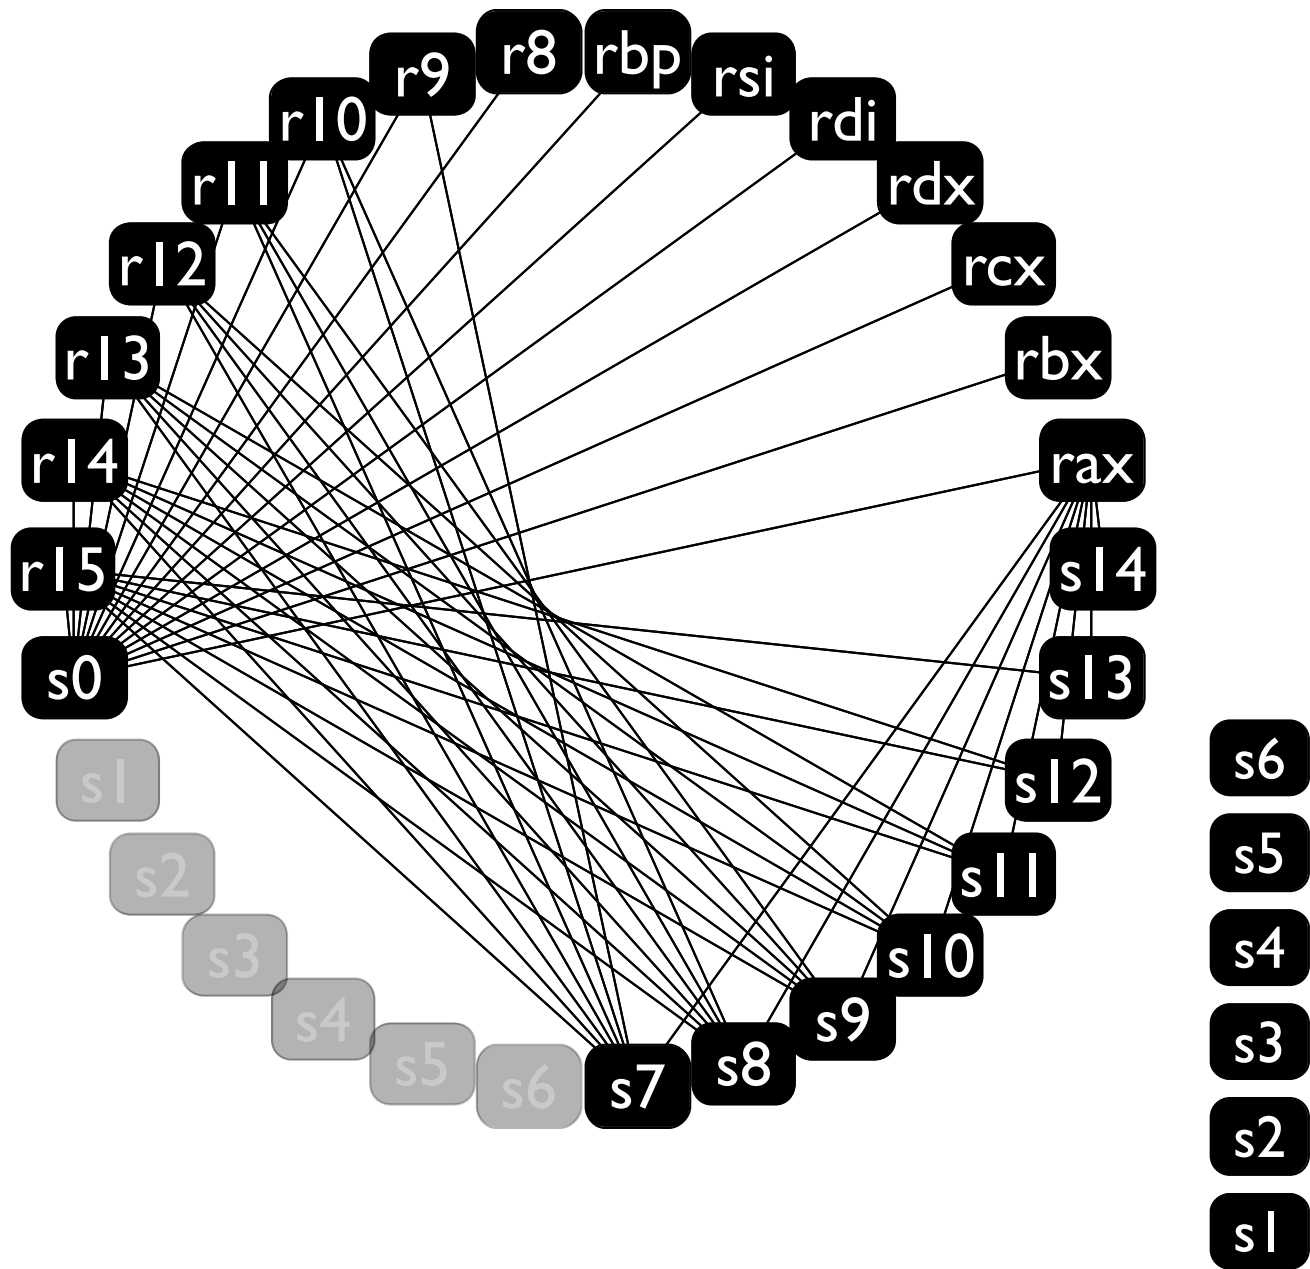 r8
rbp
r9
rsi
r10
rdi
r11
rdx
r12
rcx
r13
rbx
r14
rax
r15
s14
s0
s13
s1
s12
s2
s11
s3
s10
s4
s9
s5
s8
s6
s7
s6
s5
s4
s3
s2
s1